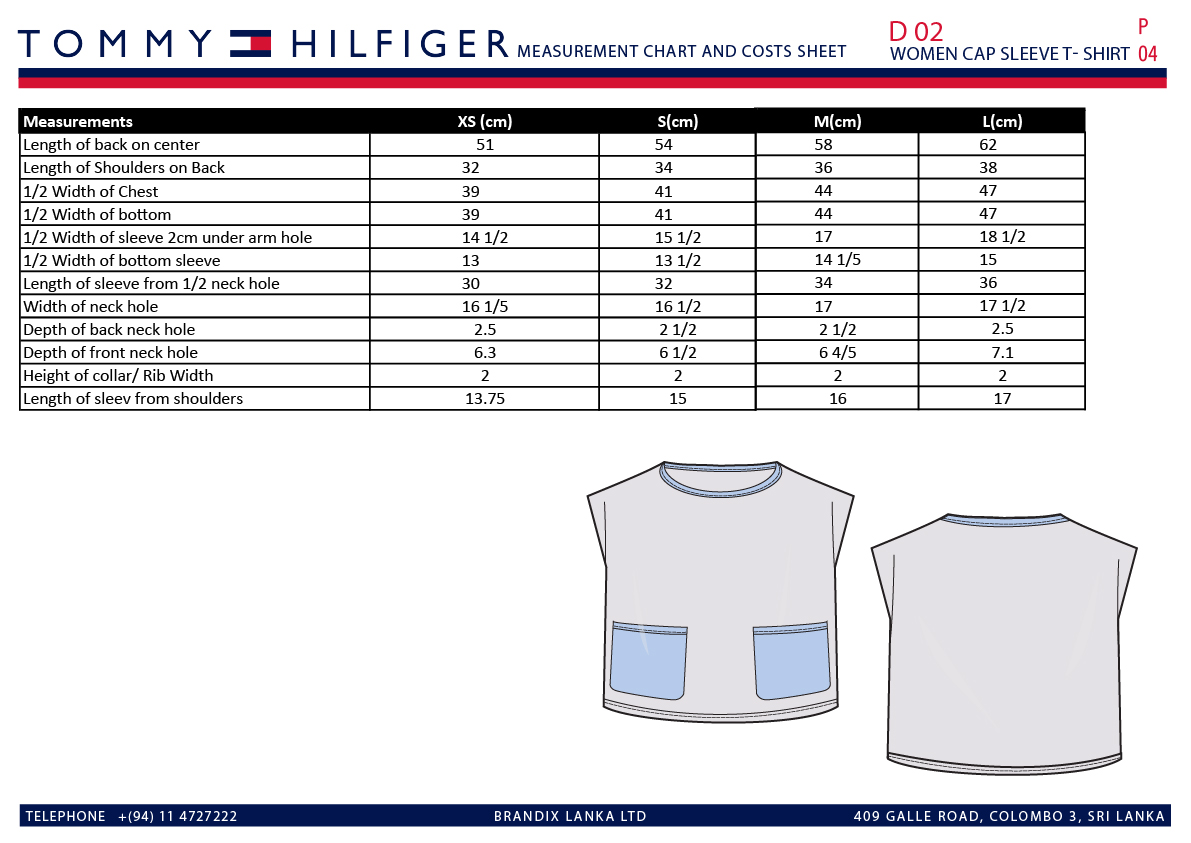 TOMMY HILFIGER MEASUREMENT CHART AND COSTS SHEET
D 02
WOMEN CAP SLEEVE T- SHIRT
P
04
Measurements XS (cm) S(cm) M(cm) L(cm)
Length of back on center 51 54 58 62
Length of Shoulders on Back 32 34 36 38
1/2 Width of Chest 39 41 44 47
1/2 Width of bottom 39 41 44 47
1/2 Width of sleeve 2cm under arm hole 14 1/2 15 1/2 17 18 1/2
1/2 Width of bottom sleeve 13 13 1/2 14 1/5 15
Length of sleeve from 1/2 neck hole 30 32 34 36
Width of neck hole 16 1/5 16 1/2 17 17 1/2
Depth of back neck hole 2.5 2 1/2 2 1/2 2.5
Depth of front neck hole 6.3 6 1/2 6 4/5 7.1
Height of collar/ Rib Width 2 2 2 2
Length of sleev from shoulders 13.75 15 16 17
TELEPHONE +(94) 11 4727222 BRANDIX LANKA LTD 409 GALLE ROAD, COLOMBO 3, SRI LANKA